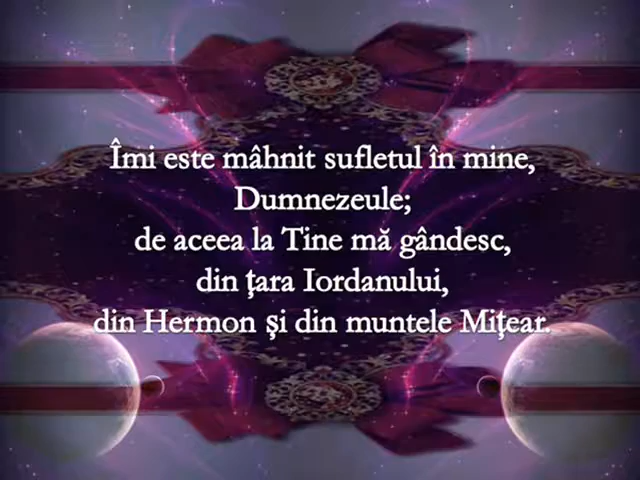 Îmi este mâhnit sufletul în mine,
Dumnezeule;
de aceea la Tine mă gândesc,
din ţara Iordanului,
din Hermon şi din muntele Miţear.